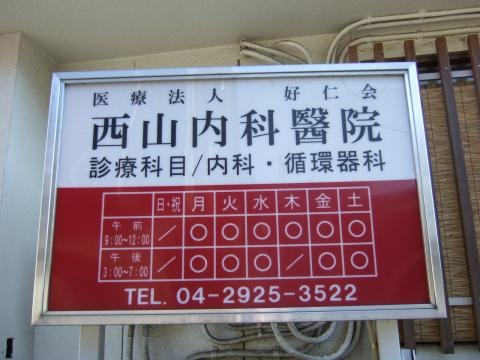 医療法人 好仁会
西山内科醫院
診療科目/内科・循環器科
日・祝 月 火 水 木 金 土
午前 9:00～12:00 ／ ○ ○ ○ ○ ○ ○
午後 3:00～7:00 ／ ○ ○ ○ ／ ○ ○
TEL. 04-2925-3522